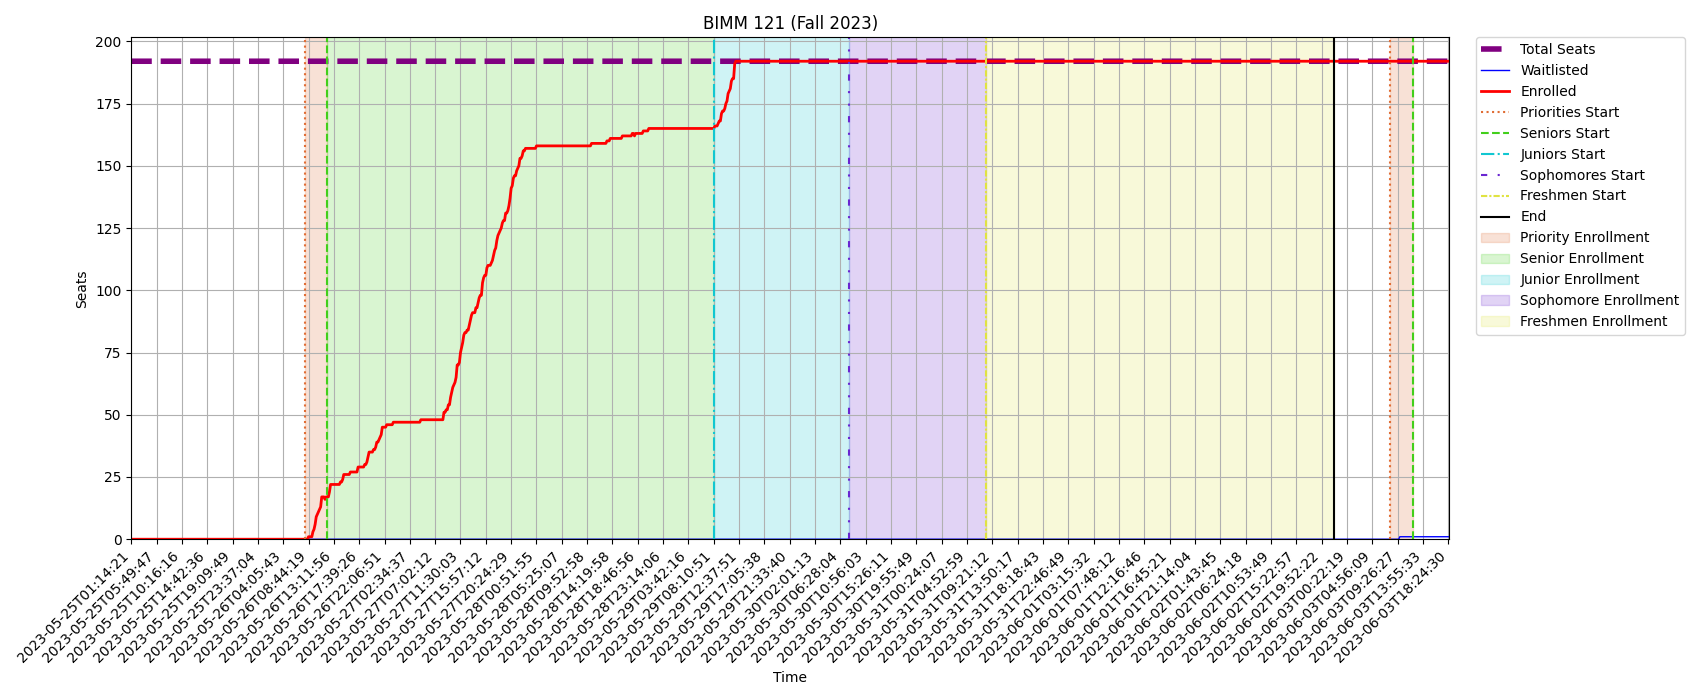 BIMM 121 (Fall 2023)
200
175
150
125
100
75
50
25
0
Seats
2023-05-25T01:14:21
2023-05-25T05:49:47
2023-05-25T10:16:16
2023-05-25T14:42:36
2023-05-25T19:09:49
2023-05-25T23:37:04
2023-05-26T04:05:43
2023-05-26T08:44:19
2023-05-26T13:11:56
2023-05-26T17:39:26
2023-05-26T22:06:51
2023-05-27T02:34:37
2023-05-27T07:02:12
2023-05-27T11:30:03
2023-05-27T15:57:12
2023-05-27T20:24:29
2023-05-28T00:51:55
2023-05-28T05:25:07
2023-05-28T09:52:58
2023-05-28T14:19:58
2023-05-28T18:46:56
2023-05-28T23:14:06
2023-05-29T03:42:16
2023-05-29T08:10:51
2023-05-29T12:37:51
2023-05-29T17:05:38
2023-05-29T21:33:40
2023-05-30T02:01:13
2023-05-30T06:28:04
2023-05-30T10:56:03
2023-05-30T15:26:11
2023-05-30T19:55:49
2023-05-31T00:24:07
2023-05-31T04:52:59
2023-05-31T09:21:12
2023-05-31T13:50:17
2023-05-31T18:18:43
2023-05-31T22:46:49
2023-06-01T03:15:32
2023-06-01T07:48:12
2023-06-01T12:16:46
2023-06-01T16:45:21
2023-06-01T21:14:04
2023-06-02T01:43:45
2023-06-02T06:24:18
2023-06-02T10:53:49
2023-06-02T15:22:57
2023-06-02T19:52:22
2023-06-03T00:22:19
2023-06-03T04:56:09
2023-06-03T09:26:27
2023-06-03T13:55:33
2023-06-03T18:24:30
Time
Total Seats
Waitlisted
Enrolled
Priorities Start
Seniors Start
Juniors Start
Sophomores Start
Freshmen Start
End
Priority Enrollment
Senior Enrollment
Junior Enrollment
Sophomore Enrollment
Freshmen Enrollment